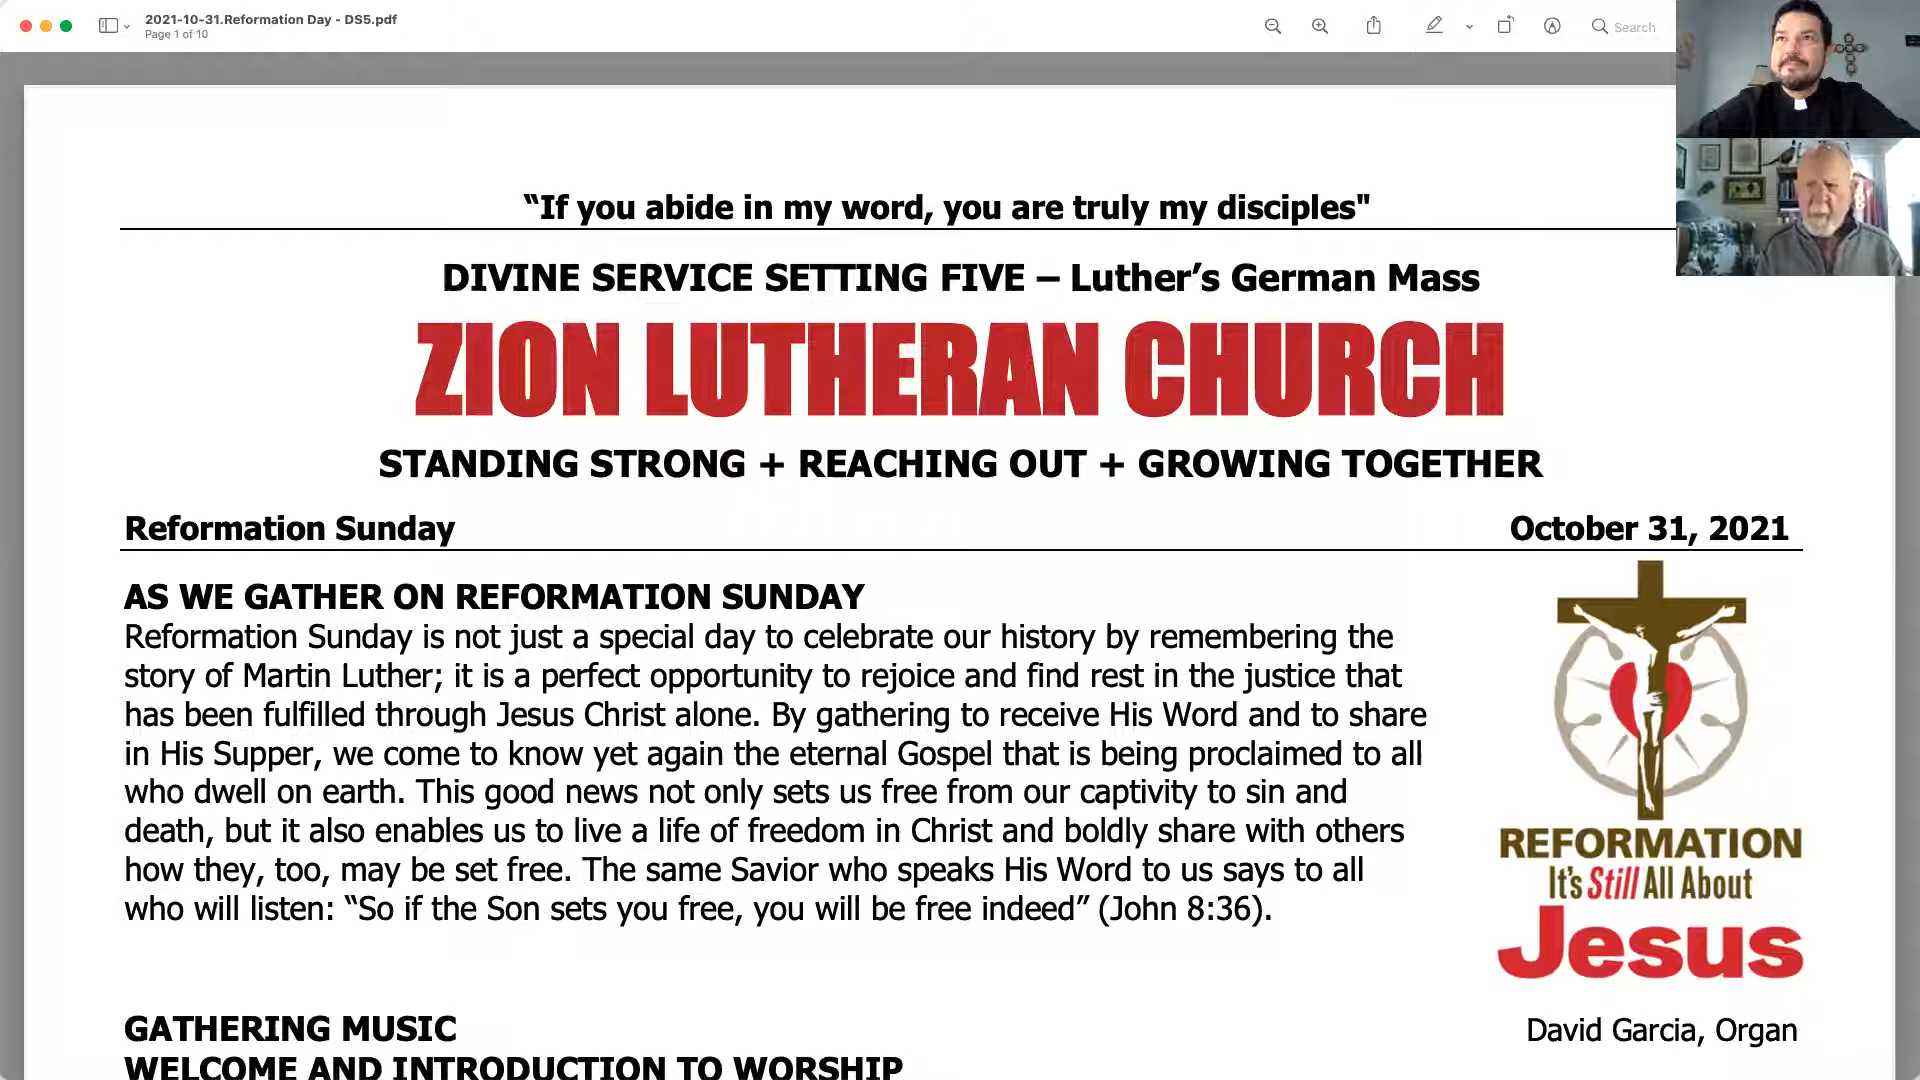 2021-10-31.Reformation Day - DS5.pdf
Page 1 of 10
Search
“If you abide in my word, you are truly my disciples"
DIVINE SERVICE SETTING FIVE – Luther’s German Mass
ZION LUTHERAN CHURCH
STANDING STRONG + REACHING OUT + GROWING TOGETHER
Reformation Sunday
October 31, 2021
AS WE GATHER ON REFORMATION SUNDAY
Reformation Sunday is not just a special day to celebrate our history by remembering the
story of Martin Luther; it is a perfect opportunity to rejoice and find rest in the justice that
has been fulfilled through Jesus Christ alone. By gathering to receive His Word and to share
in His Supper, we come to know yet again the eternal Gospel that is being proclaimed to all
who dwell on earth. This good news not only sets us free from our captivity to sin and
death, but it also enables us to live a life of freedom in Christ and boldly share with others
how they, too, may be set free. The same Savior who speaks His Word to us says to all
who will listen: “So if the Son sets you free, you will be free indeed” (John 8:36).
REFORMATION
It's Still All About
Jesus
GATHERING MUSIC
David Garcia, Organ
WELCOME AND INTRODUCTION TO WORSHIP